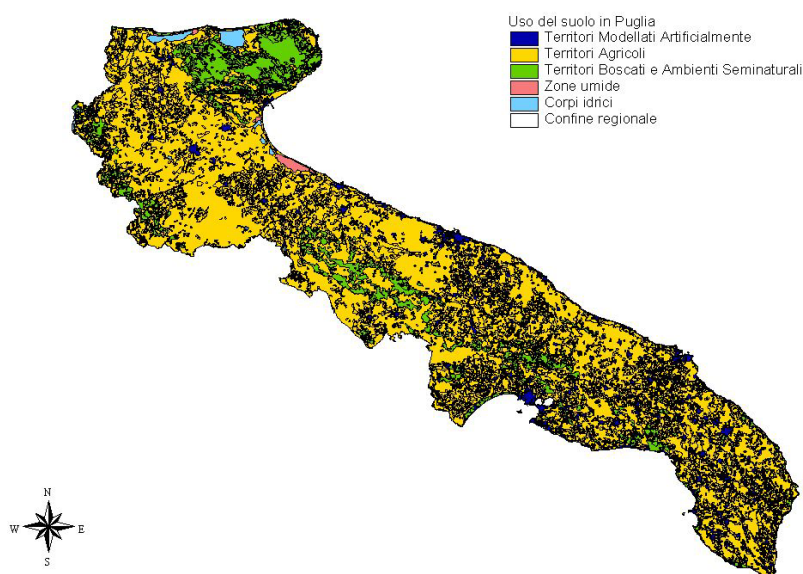 Uso del suolo in Puglia
Territori Modellati Artificialmente
Territori Agricoli
Territori Boscati e Ambienti Seminaturali
Zone umide
Corpi idrici
Confine regionale
N
W E
S